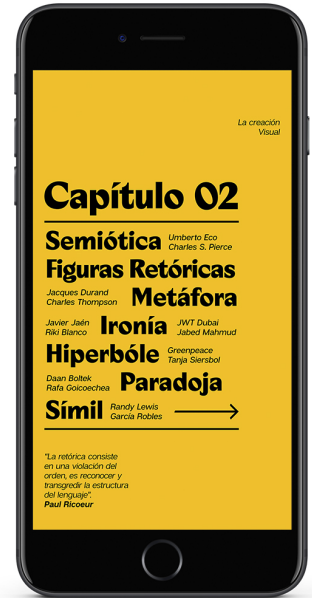 La creación
Visual
Capítulo 02
Semiótica Umberto Eco
Charles S. Pierce
Figuras Retóricas
Jacques Durand
Charles Thompson Metáfora
Javier Jaén
Riki Blanco Ironía JWT Dubai
Jabed Mahmud
Hiperbóle Greenpeace
Tanja Siersbol
Daan Boltek
Rafa Goicoechea Paradoja
Símil Randy Lewis
García Robles
"La retórica consiste
en una violación del
orden, es reconocer y
transgredir la estructura
del lenguaje".
Paul Ricoeur